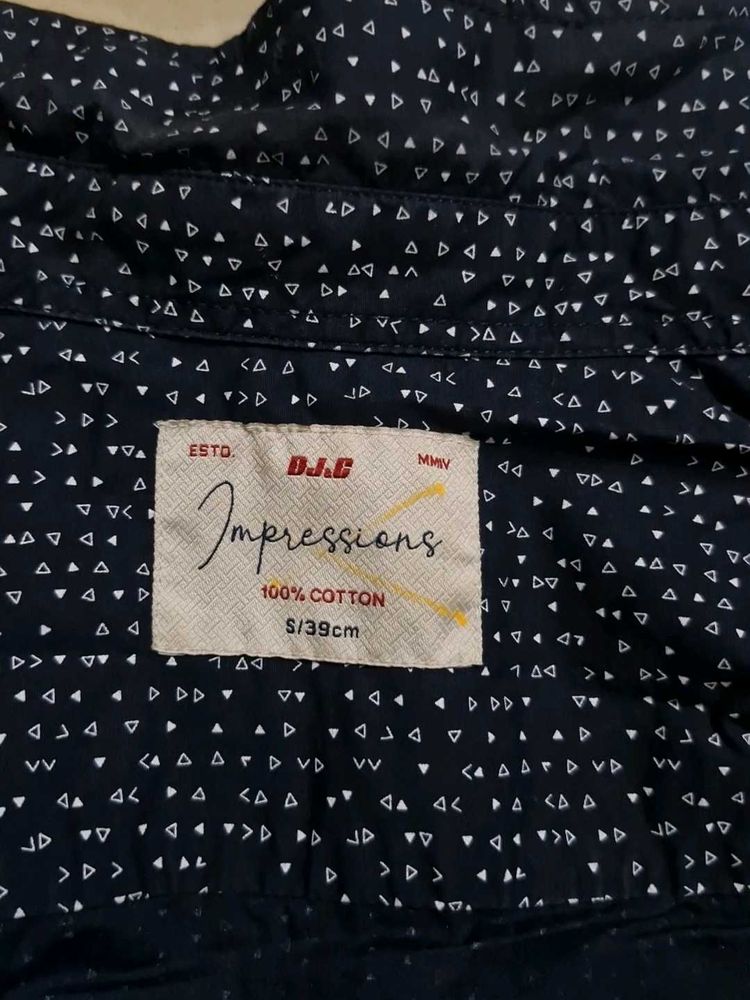 ESTD. DJ&C MMIV
Impressions
100% COTTON
S/39cm